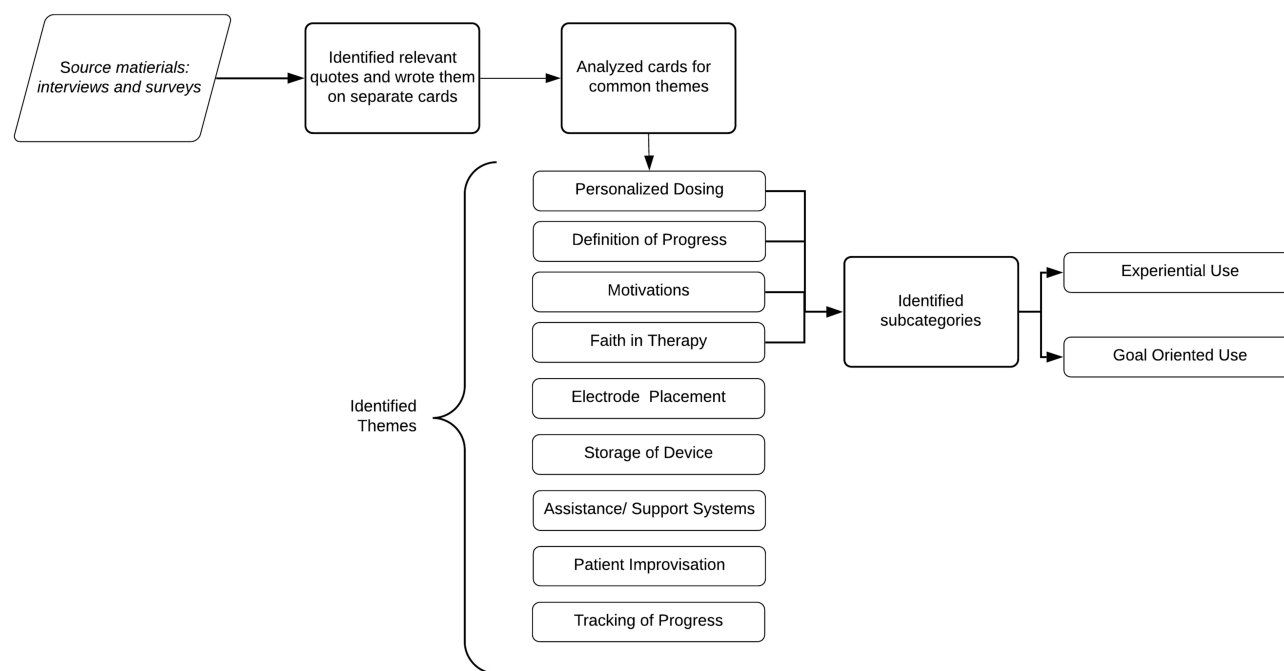 Source matierials:
interviews and surveys
Identified relevant
quotes and wrote them
on separate cards
Analyzed cards for
common themes
Identified
Themes
Personalized Dosing
Definition of Progress
Motivations
Faith in Therapy
Electrode Placement
Storage of Device
Assistance/ Support Systems
Patient Improvisation
Tracking of Progress
Identified
subcategories
Experiential Use
Goal Oriented Use